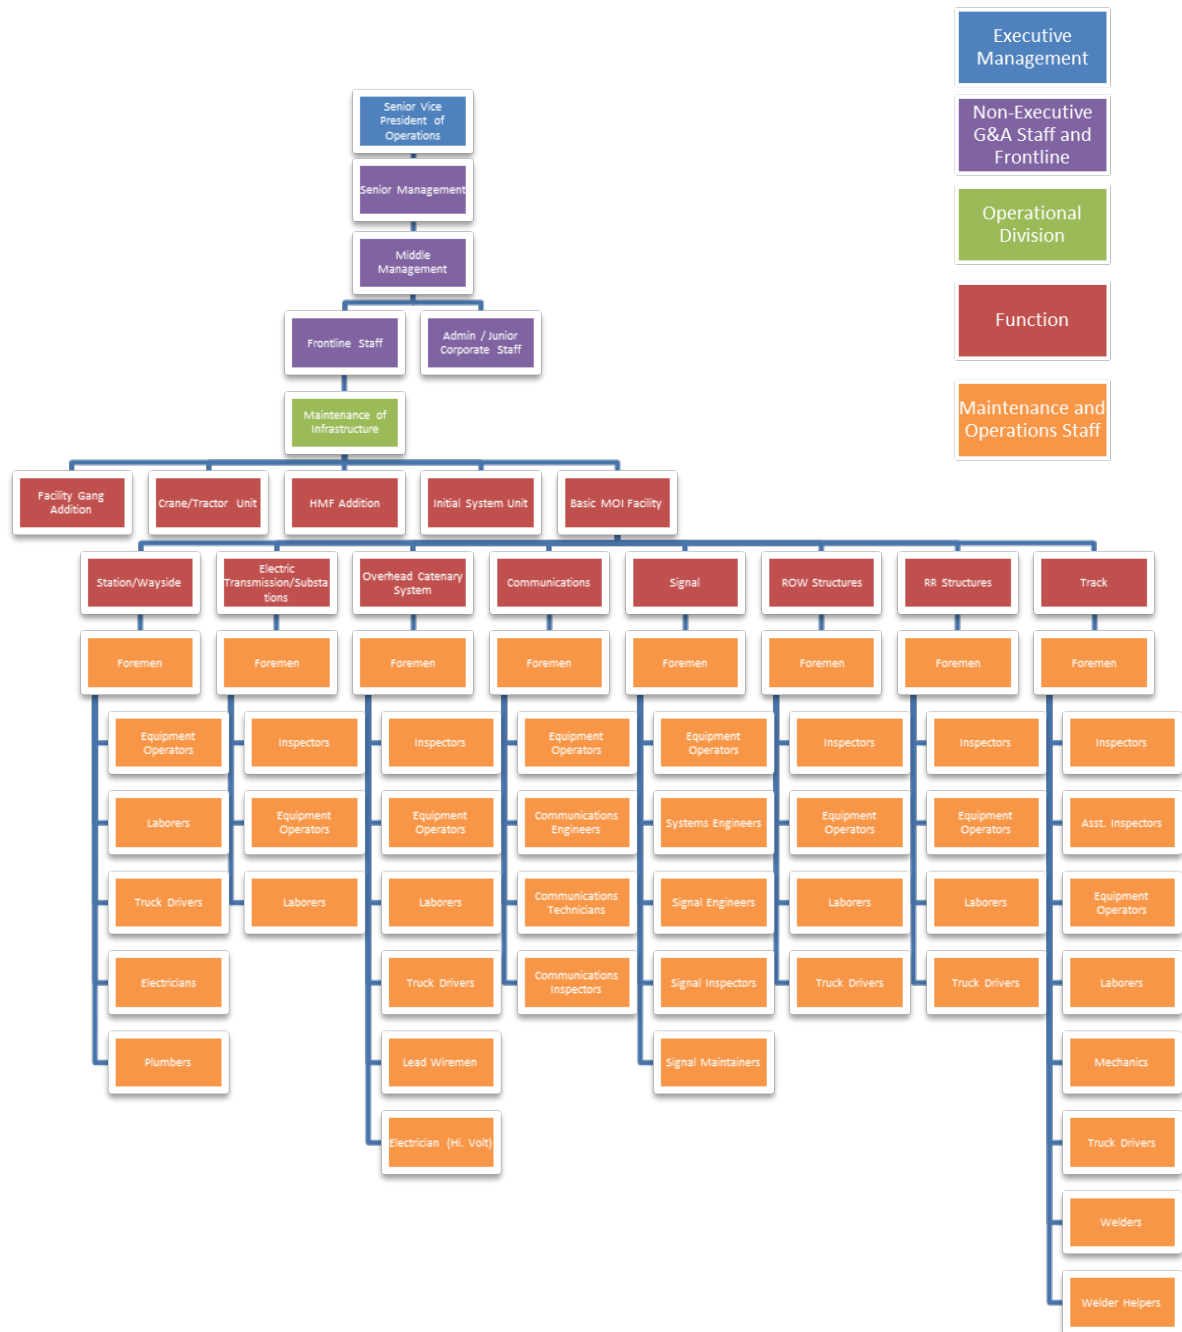 Executive
Management
Non-Executive
G&A Staff and
Frontline
Operational
Division
Function
Maintenance and
Operations Staff
Senior Vice
President of
Operations
Senior Management
Middle
Management
Frontline Staff
Admin / Junior
Corporate Staff
Maintenance of
Infrastructure
Facility Gang
Addition
Crane/Tractor Unit
HMF Addition
Initial System Unit
Basic MOI Facility
Station/Wayside
Electric
Transmission/Substa
tions
Overhead Catenary
System
Communications
Signal
ROW Structures
RR Structures
Track
Foremen
Foremen
Foremen
Foremen
Foremen
Foremen
Foremen
Foremen
Equipment
Operators
Inspectors
Inspectors
Equipment
Operators
Equipment
Operators
Inspectors
Inspectors
Inspectors
Laborers
Equipment
Operators
Equipment
Operators
Communications
Engineers
Systems Engineers
Equipment
Operators
Equipment
Operators
Asst. Inspectors
Truck Drivers
Laborers
Laborers
Communications
Technicians
Signal Engineers
Laborers
Laborers
Equipment
Operators
Electricians
Truck Drivers
Communications
Inspectors
Signal Inspectors
Truck Drivers
Truck Drivers
Laborers
Plumbers
Lead Wiremen
Signal Maintainers
Mechanics
Electrician (Hi. Volt)
Truck Drivers
Welders
Welder Helpers